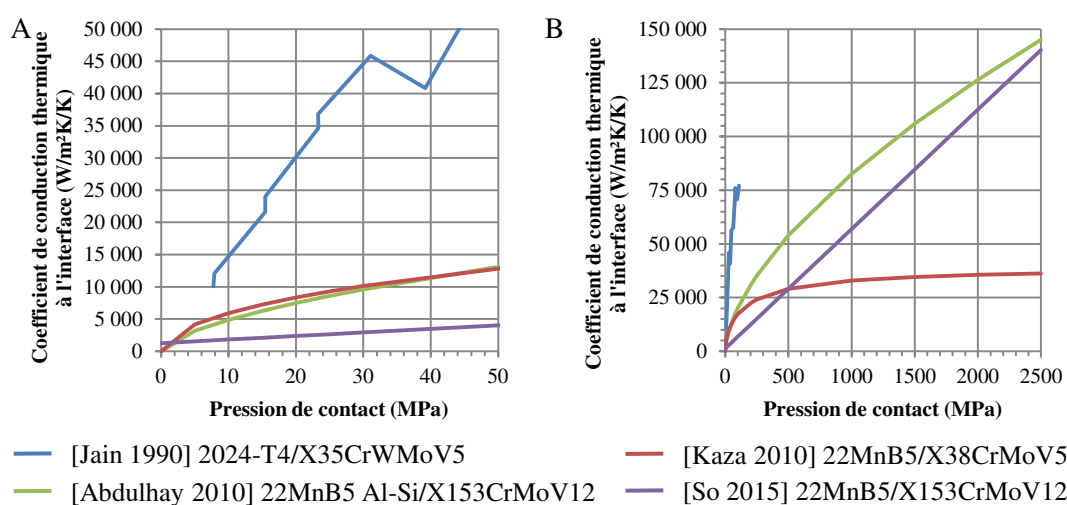 A
Coefficient de conduction thermique
à l'interface (W/m²K/K)
50 000
45 000
40 000
35 000
30 000
25 000
20 000
15 000
10 000
5 000
0
0 10 20 30 40 50
Pression de contact (MPa)
B
Coefficient de conduction thermique
à l'interface (W/m²K/K)
150 000
125 000
100 000
75 000
50 000
25 000
0
0 500 1000 1500 2000 2500
Pression de contact (MPa)
[Jain 1990] 2024-T4/X35CrWMoV5
[Kaza 2010] 22MnB5/X38CrMoV5
[Abdulhay 2010] 22MnB5 Al-Si/X153CrMoV12
[So 2015] 22MnB5/X153CrMoV12